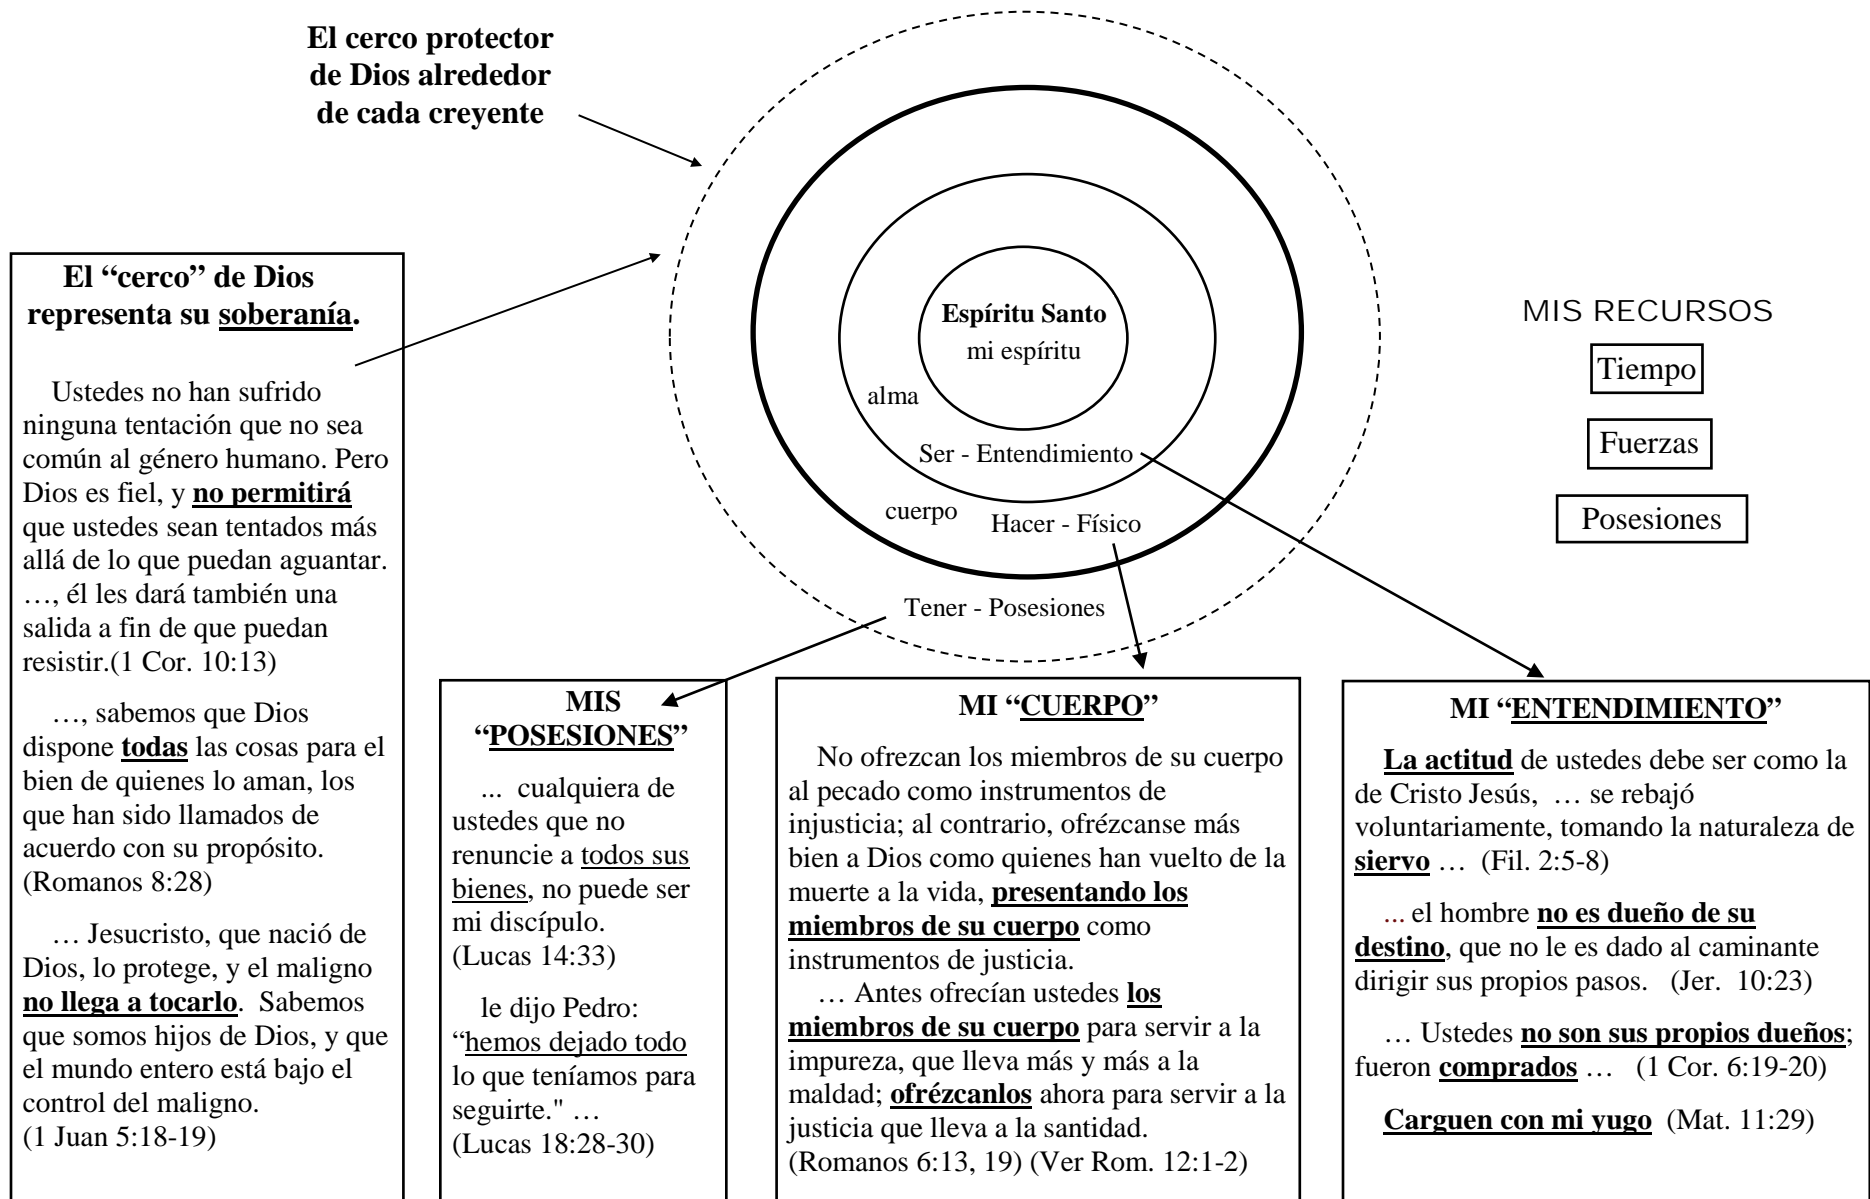 El cerco protector
de Dios alrededor
de cada creyente
Espíritu Santo
mi espíritu
alma
Ser - Entendimiento
cuerpo
Hacer - Físico
Tener - Posesiones
MIS RECURSOS
Tiempo
Fuerzas
Posesiones
El “cerco” de Dios
representa su soberanía.
Ustedes no han sufrido
ninguna tentación que no sea
común al género humano. Pero
Dios es fiel, y no permitirá
que ustedes sean tentados más
allá de lo que puedan aguantar.
…, él les dará también una
salida a fin de que puedan
resistir.(1 Cor. 10:13)
…, sabemos que Dios
dispone todas las cosas para el
bien de quienes lo aman, los
que han sido llamados de
acuerdo con su propósito.
(Romanos 8:28)
… Jesucristo, que nació de
Dios, lo protege, y el maligno
no llega a tocarlo. Sabemos
que somos hijos de Dios, y que
el mundo entero está bajo el
control del maligno.
(1 Juan 5:18-19)
MIS
“POSESIONES”
... cualquiera de
ustedes que no
renuncie a todos sus
bienes, no puede ser
mi discípulo.
(Lucas 14:33)
le dijo Pedro:
“hemos dejado todo
lo que teníamos para
seguirte." …
(Lucas 18:28-30)
MI “CUERPO”
No ofrezcan los miembros de su cuerpo
al pecado como instrumentos de
injusticia; al contrario, ofrézcanse más
bien a Dios como quienes han vuelto de la
muerte a la vida, presentando los
miembros de su cuerpo como
instrumentos de justicia.
… Antes ofrecían ustedes los
miembros de su cuerpo para servir a la
impureza, que lleva más y más a la
maldad; ofrézcanlos ahora para servir a la
justicia que lleva a la santidad.
(Romanos 6:13, 19) (Ver Rom. 12:1-2)
MI “ENTENDIMIENTO”
La actitud de ustedes debe ser como la
de Cristo Jesús, … se rebajó
voluntariamente, tomando la naturaleza de
siervo … (Fil. 2:5-8)
... el hombre no es dueño de su
destino, que no le es dado al caminante
dirigir sus propios pasos. (Jer. 10:23)
… Ustedes no son sus propios dueños;
fueron comprados … (1 Cor. 6:19-20)
Carguen con mi yugo (Mat. 11:29)